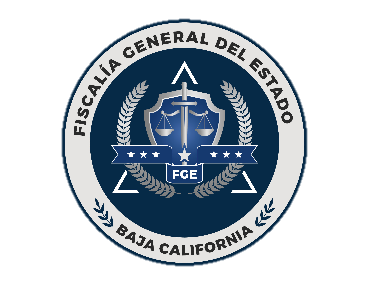 FISCALÍA GENERAL DEL ESTADO
FGE
BAJA CALIFORNIA